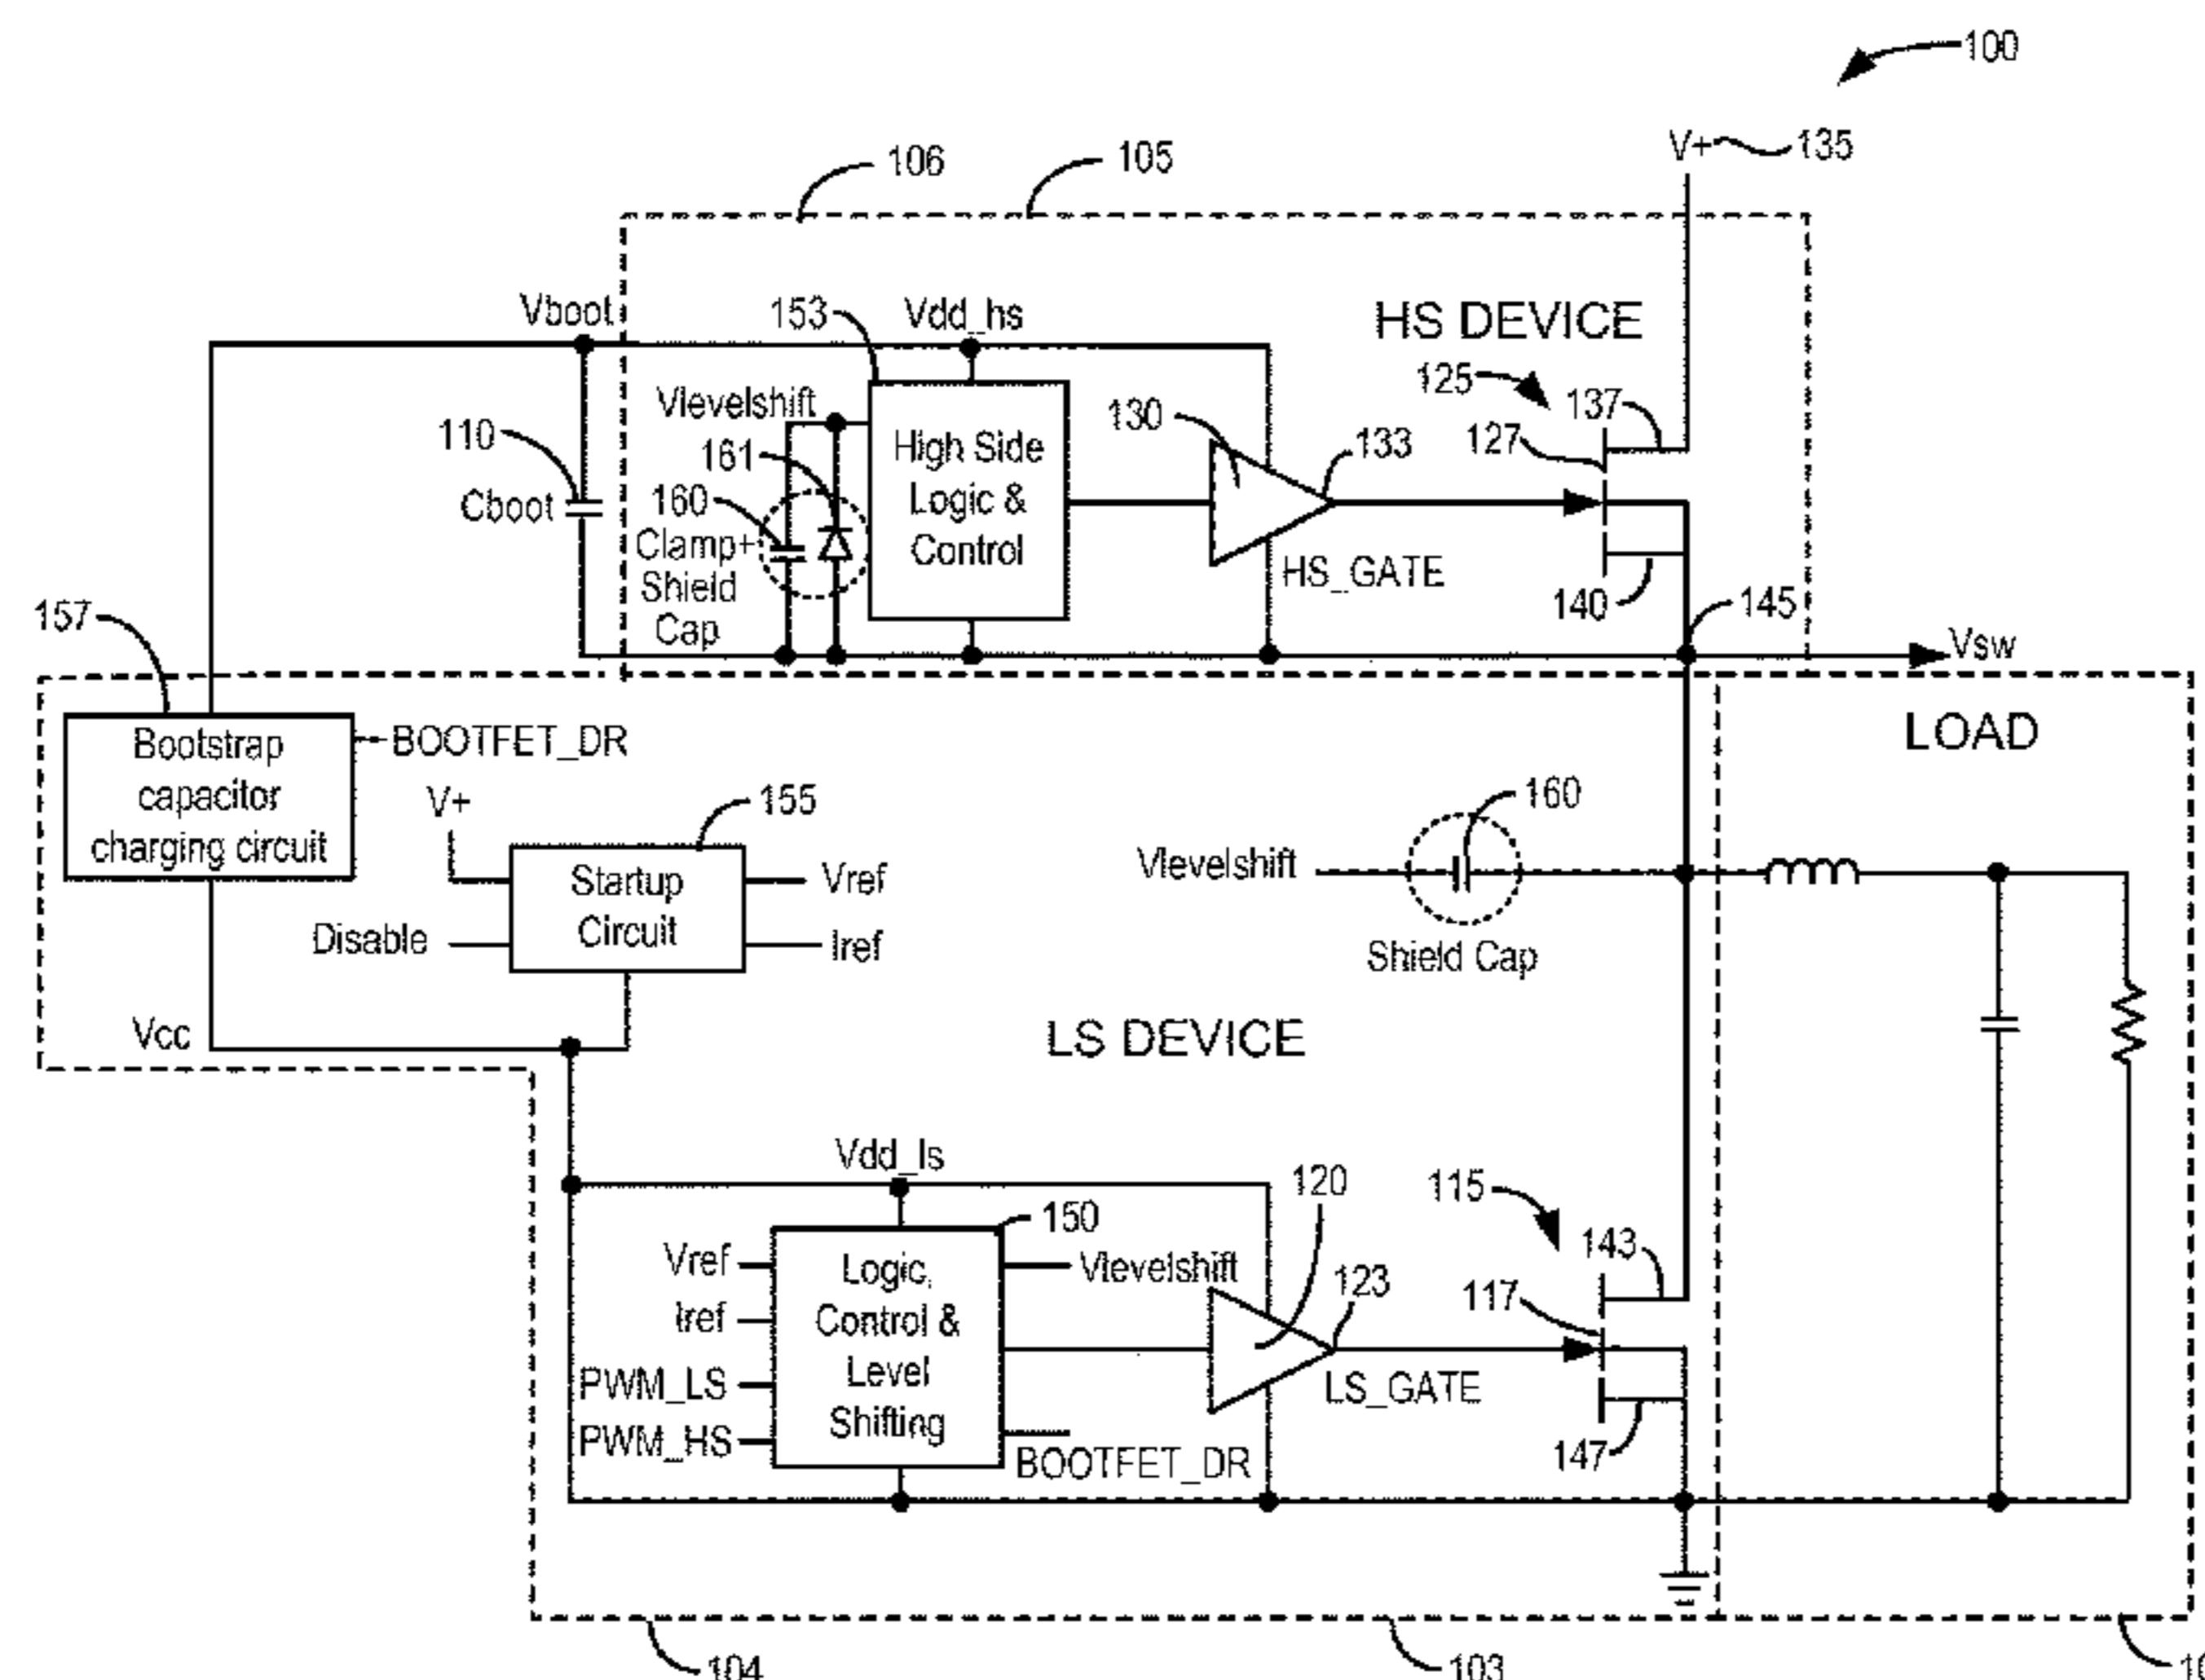 100
V+
135
106
105
Vboot
153
Vdd_hs
HS DEVICE
125
137
Vlevelshift
110
161
130
127
133
High Side
Logic &
Control
Cboot
160
Clamp+
Shield
Cap
HS_GATE
140
157
145
Vsw
Bootstrap
capacitor
charging circuit
BOOTFET_DR
LOAD
V+
155
160
Startup
Circuit
Vref
Vlevelshift
Disable
Iref
Shield Cap
Vcc
LS DEVICE
Vdd_ls
120
115
150
143
Vref
Logic,
Control &
Level
Shifting
Vlevelshift
123
117
Iref
PWM_LS
LS_GATE
PWM_HS
BOOTFET_DR
147
104
103